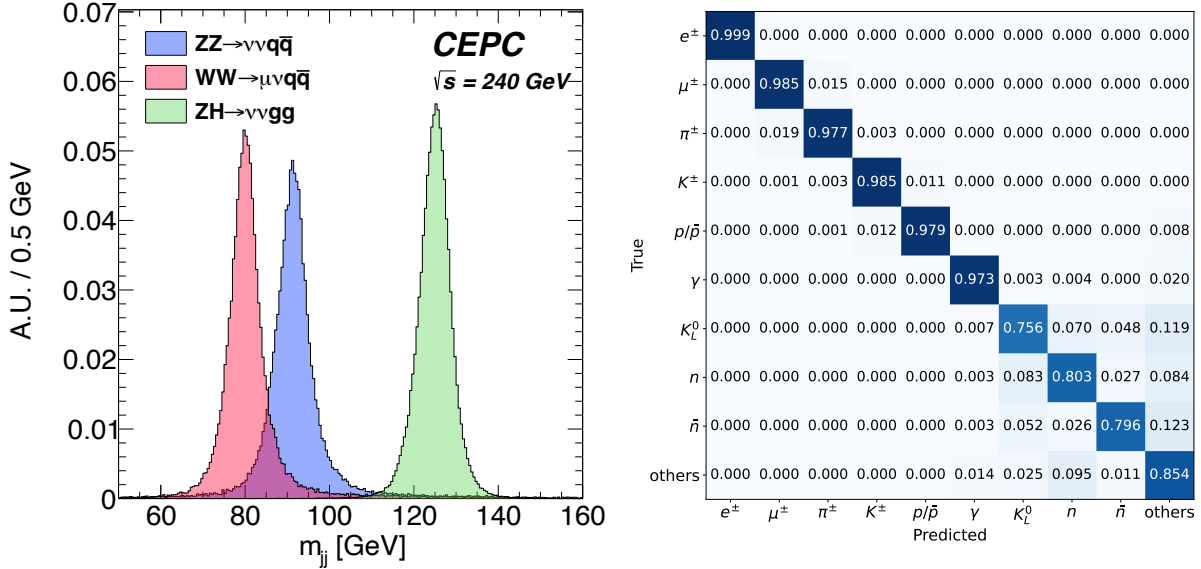 0.07
0.06
0.05
0.04
0.03
0.02
0.01
0
A.U. / 0.5 GeV
ZZ→ννqq̅
WW→μνqq̅
ZH→ννgg
CEPC
√s = 240 GeV
60 80 100 120 140 160
m_jj [GeV]
True
e± 0.999 0.000 0.000 0.000 0.000 0.000 0.000 0.000 0.000 0.000
μ± 0.000 0.985 0.015 0.000 0.000 0.000 0.000 0.000 0.000 0.000
π± 0.000 0.019 0.977 0.003 0.000 0.000 0.000 0.000 0.000 0.000
K± 0.000 0.001 0.003 0.985 0.011 0.000 0.000 0.000 0.000 0.000
p/p̄ 0.000 0.000 0.001 0.012 0.979 0.000 0.000 0.000 0.000 0.008
γ 0.000 0.000 0.000 0.000 0.000 0.973 0.003 0.004 0.000 0.020
K_L^0 0.000 0.000 0.000 0.000 0.000 0.007 0.756 0.070 0.048 0.119
n 0.000 0.000 0.000 0.000 0.000 0.003 0.083 0.803 0.027 0.084
n̄ 0.000 0.000 0.000 0.000 0.000 0.003 0.052 0.026 0.796 0.123
others 0.000 0.000 0.000 0.000 0.000 0.014 0.025 0.095 0.011 0.854
e± μ± π± K± p/p̄ γ K_L^0 n n̄ others
Predicted